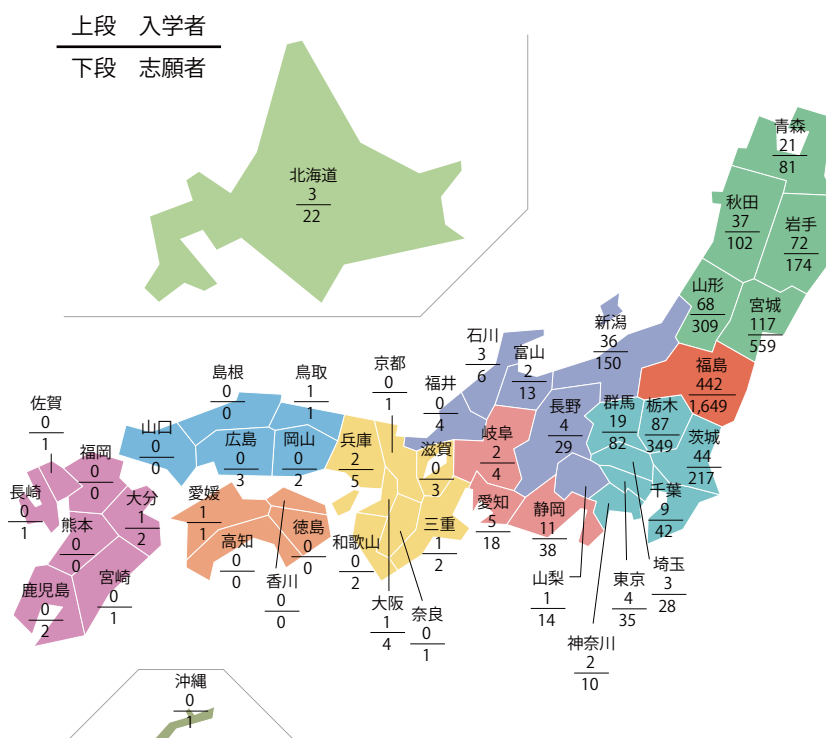 上段 入学者
下段 志願者
北海道
3
22
青森
21
81
秋田
37
102
岩手
72
174
山形
68
309
宮城
117
559
福島
442
1,649
新潟
36
150
石川
3
6
富山
2
13
福井
0
4
長野
4
29
群馬
19
82
栃木
87
349
茨城
44
217
千葉
9
42
埼玉
3
28
東京
4
35
神奈川
2
10
山梨
1
14
静岡
11
38
愛知
5
18
岐阜
2
4
三重
1
2
滋賀
0
3
京都
0
1
兵庫
2
5
大阪
1
4
奈良
0
1
和歌山
0
2
鳥取
1
1
島根
0
0
岡山
0
2
広島
0
3
山口
0
0
香川
0
0
徳島
0
0
愛媛
1
1
高知
0
0
福岡
0
0
佐賀
0
1
長崎
0
1
大分
1
2
熊本
0
0
宮崎
0
1
鹿児島
0
2
沖縄
0
1